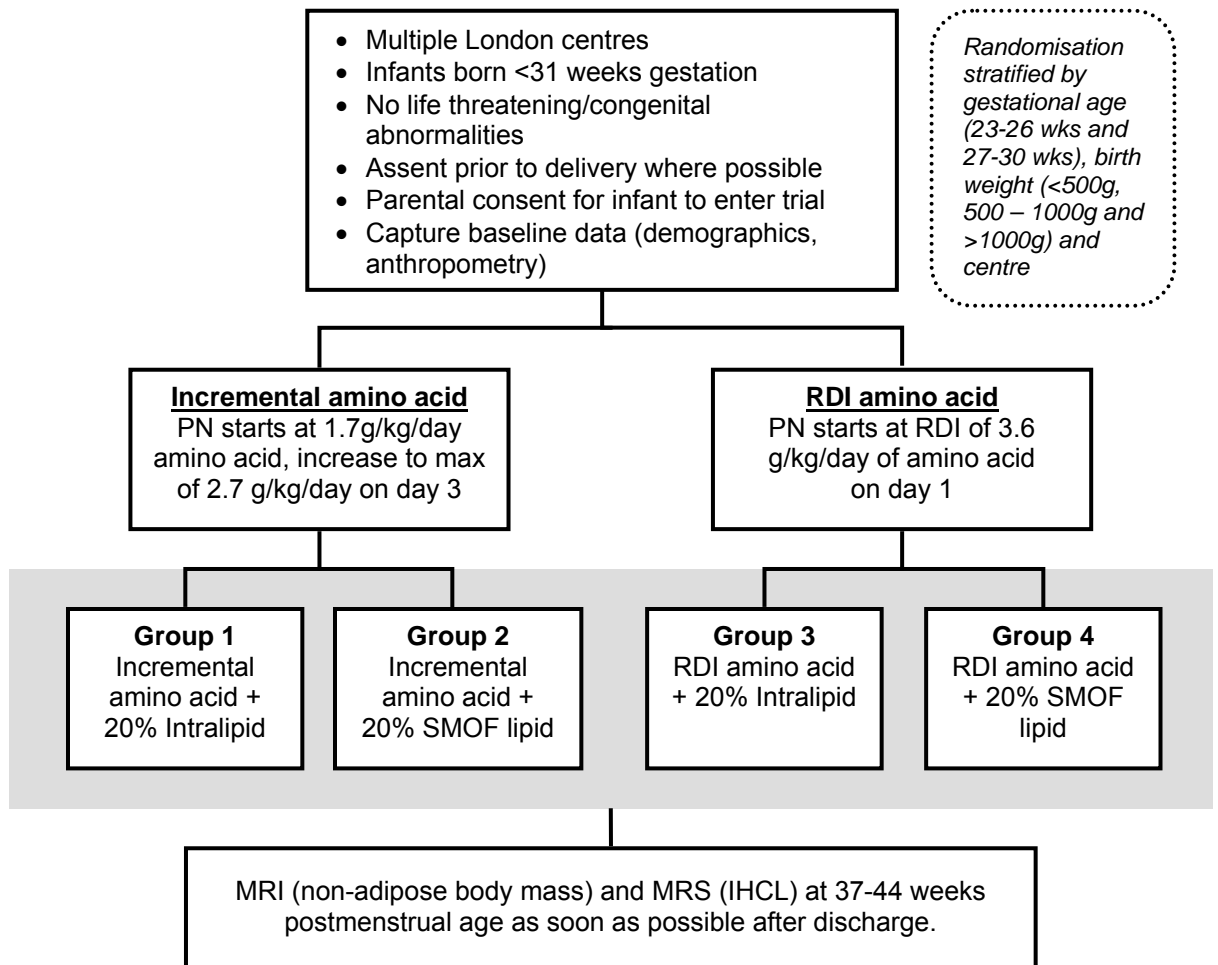 • Multiple London centres
• Infants born <31 weeks gestation
• No life threatening/congenital
abnormalities
• Assent prior to delivery where possible
• Parental consent for infant to enter trial
• Capture baseline data (demographics,
anthropometry)
Randomisation
stratified by
gestational age
(23-26 wks and
27-30 wks), birth
weight (<500g,
500 – 1000g and
>1000g) and
centre
Incremental amino acid
PN starts at 1.7g/kg/day
amino acid, increase to max
of 2.7 g/kg/day on day 3
RDI amino acid
PN starts at RDI of 3.6
g/kg/day of amino acid
on day 1
Group 1
Incremental
amino acid +
20% Intralipid
Group 2
Incremental
amino acid +
20% SMOF lipid
Group 3
RDI amino acid
+ 20% Intralipid
Group 4
RDI amino acid
+ 20% SMOF
lipid
MRI (non-adipose body mass) and MRS (IHCL) at 37-44 weeks
postmenstrual age as soon as possible after discharge.